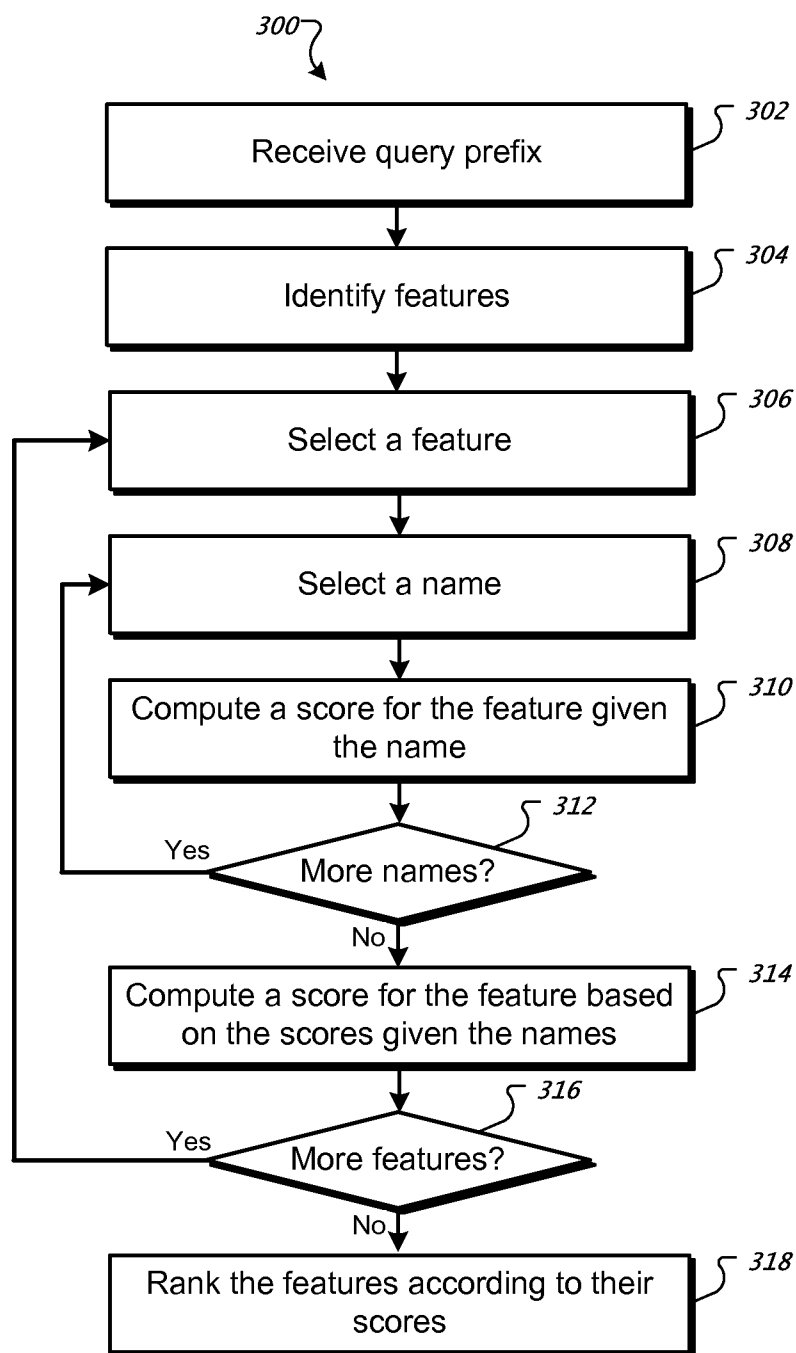 300
302
Receive query prefix
304
Identify features
306
Select a feature
308
Select a name
310
Compute a score for the feature given
the name
312
Yes
More names?
No
314
Compute a score for the feature based
on the scores given the names
316
Yes
More features?
No
318
Rank the features according to their
scores